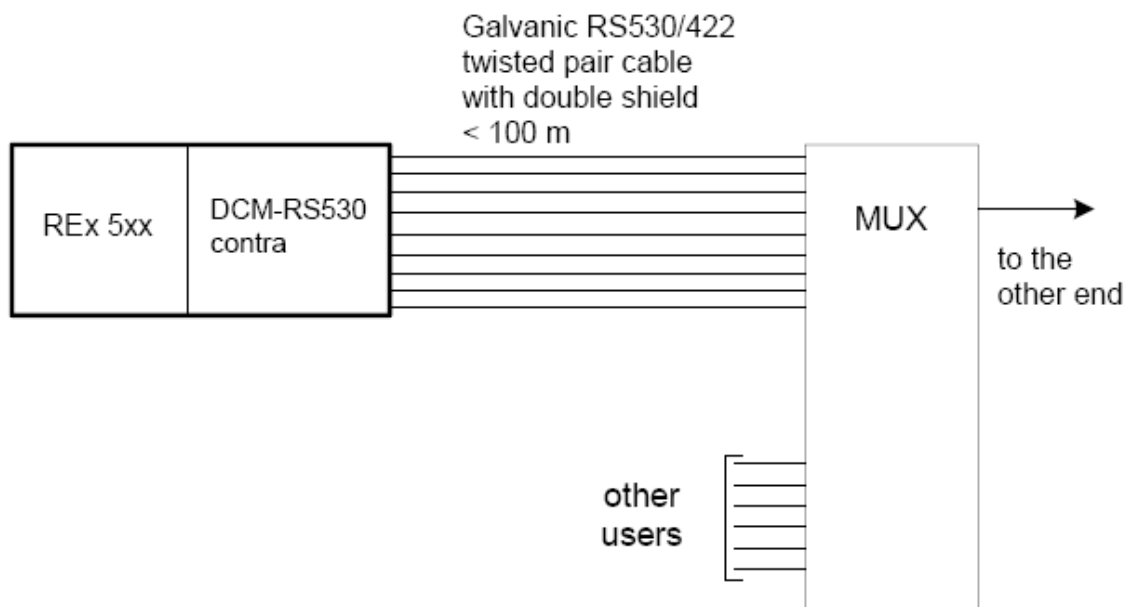 Galvanic RS530/422
twisted pair cable
with double shield
< 100 m
REx 5xx
DCM-RS530
contra
MUX
to the
other end
other
users